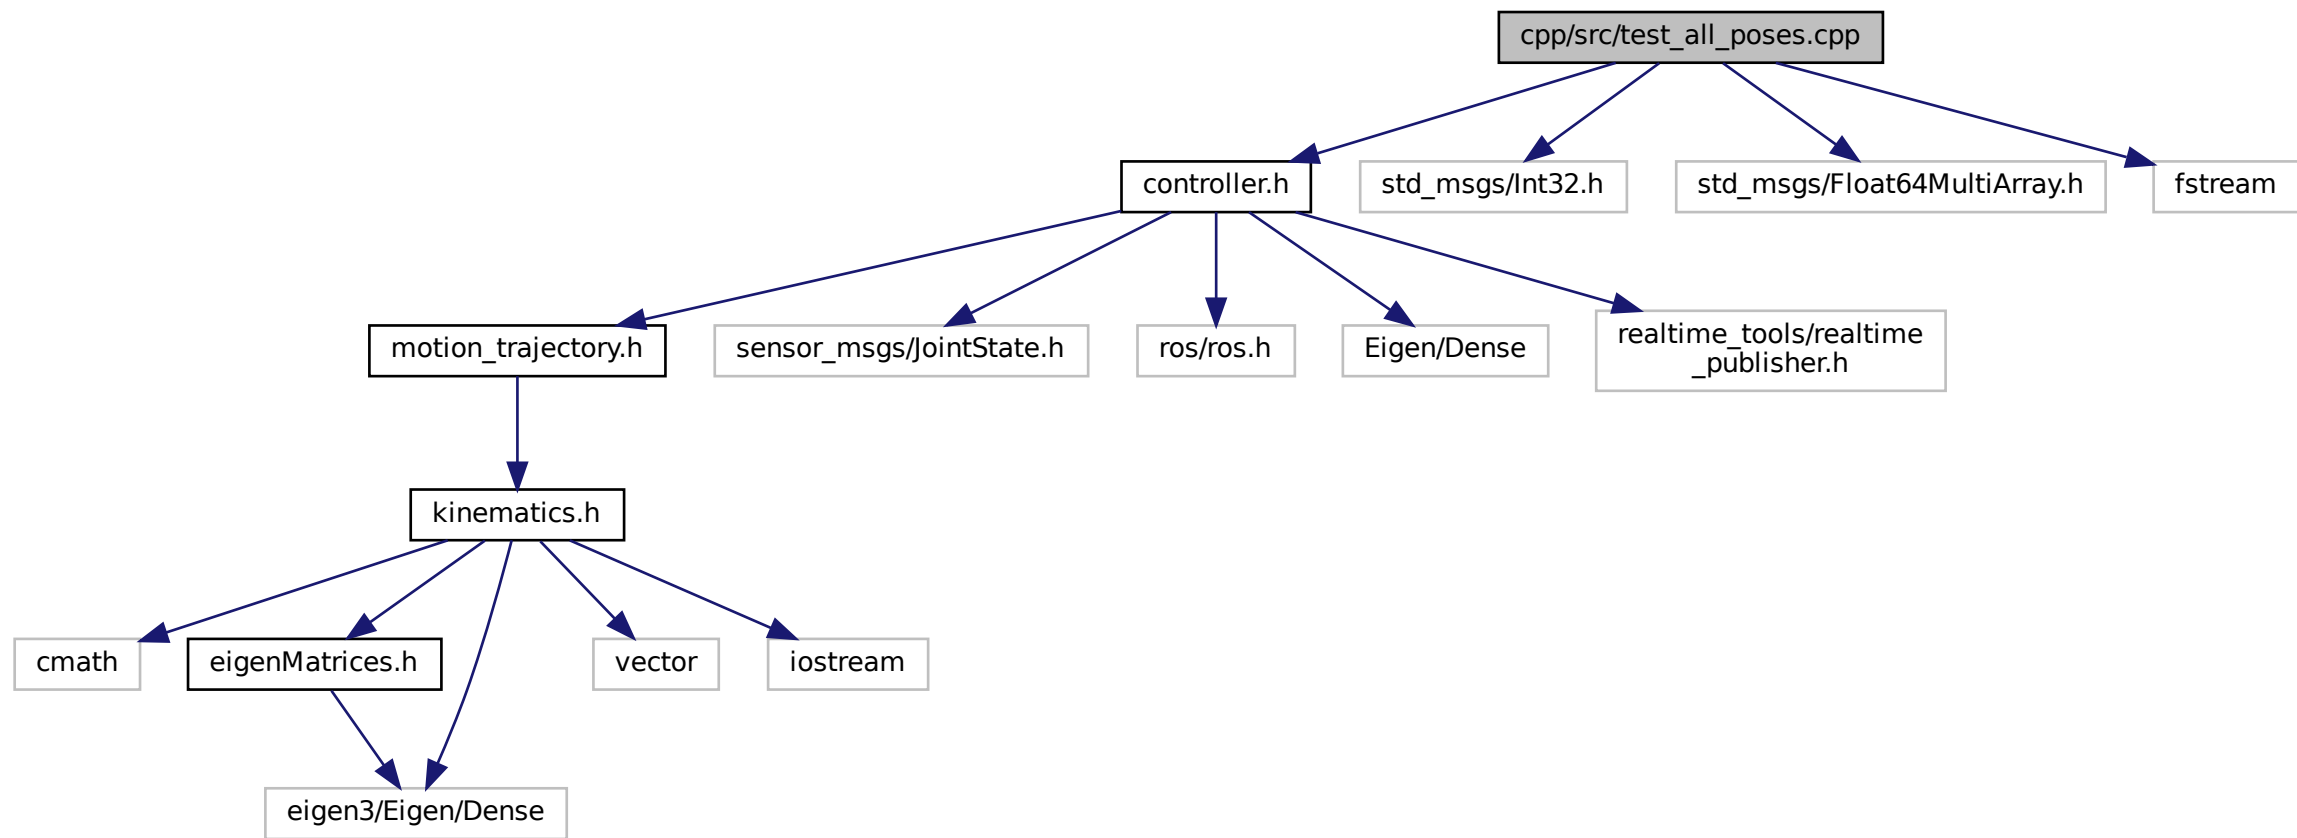 cpp/src/test_all_poses.cpp
controller.h
std_msgs/Int32.h
std_msgs/Float64MultiArray.h
fstream
motion_trajectory.h
sensor_msgs/JointState.h
ros/ros.h
Eigen/Dense
realtime_tools/realtime
_publisher.h
kinematics.h
cmath
eigenMatrices.h
vector
iostream
eigen3/Eigen/Dense